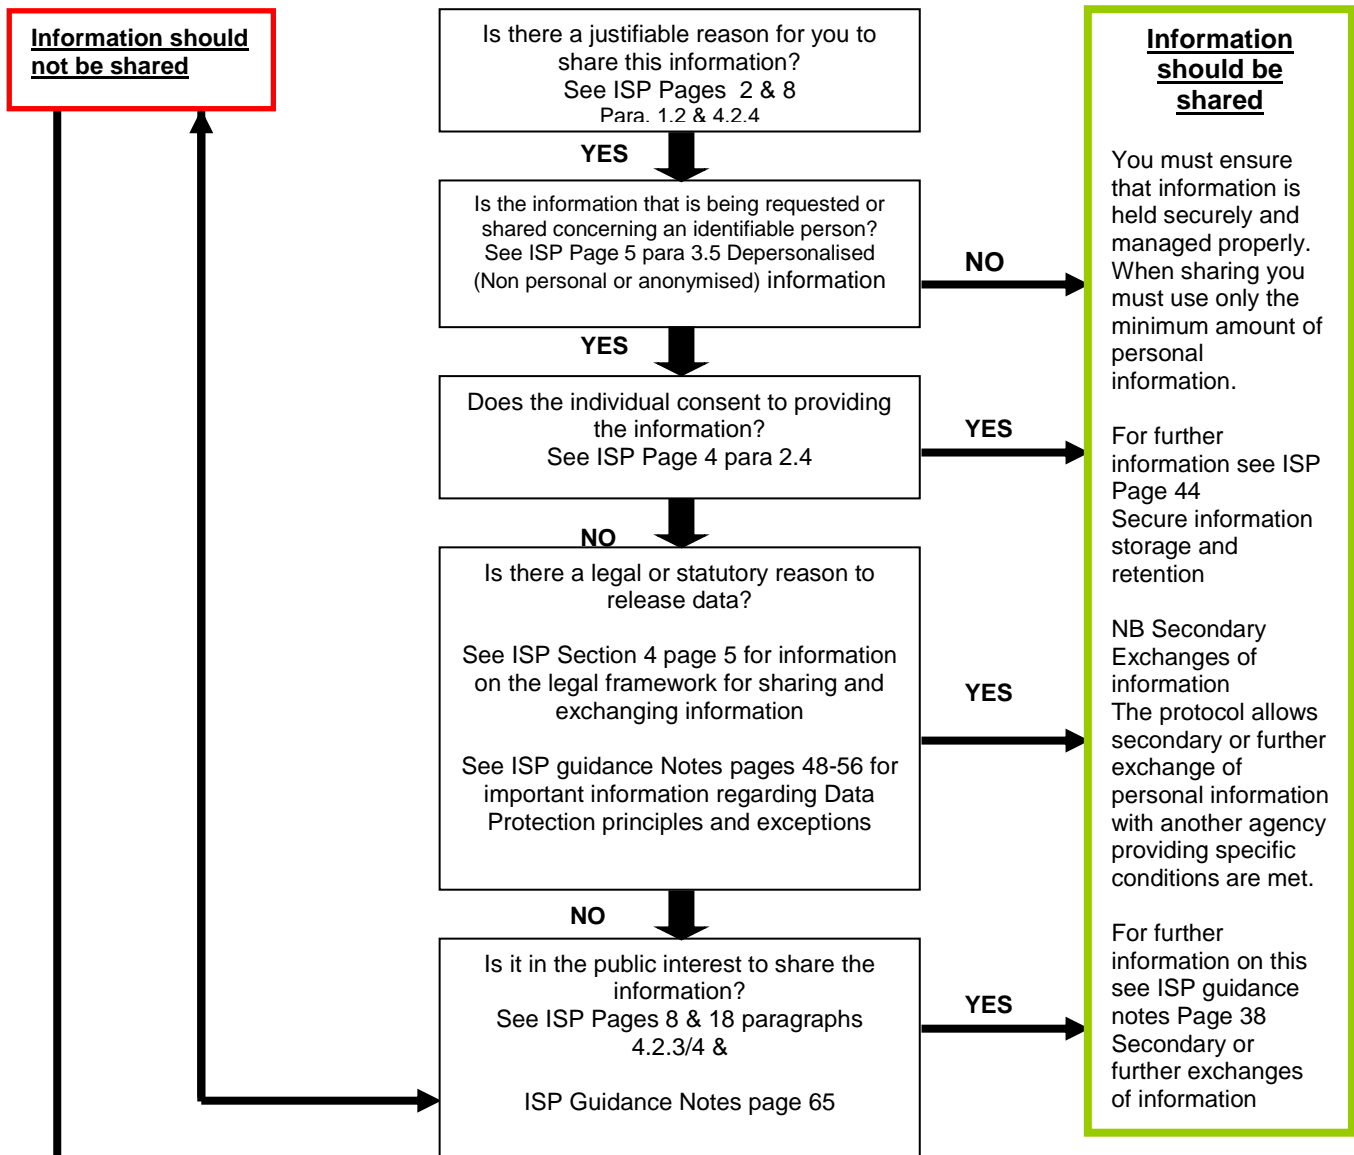 Information should
not be shared
Is there a justifiable reason for you to
share this information?
See ISP Pages 2 & 8
Para. 1.2 & 4.2.4
YES
Is the information that is being requested or
shared concerning an identifiable person?
See ISP Page 5 para 3.5 Depersonalised
(Non personal or anonymised) information
NO
YES
Does the individual consent to providing
the information?
See ISP Page 4 para 2.4
YES
NO
Is there a legal or statutory reason to
release data?
See ISP Section 4 page 5 for information
on the legal framework for sharing and
exchanging information
See ISP guidance Notes pages 48-56 for
important information regarding Data
Protection principles and exceptions
YES
NO
Is it in the public interest to share the
information?
See ISP Pages 8 & 18 paragraphs
4.2.3/4 &
ISP Guidance Notes page 65
YES
Information
should be
shared
You must ensure
that information is
held securely and
managed properly.
When sharing you
must use only the
minimum amount of
personal
information.
For further
information see ISP
Page 44
Secure information
storage and
retention
NB Secondary
Exchanges of
information
The protocol allows
secondary or further
exchange of
personal information
with another agency
providing specific
conditions are met.
For further
information on this
see ISP guidance
notes Page 38
Secondary or
further exchanges
of information